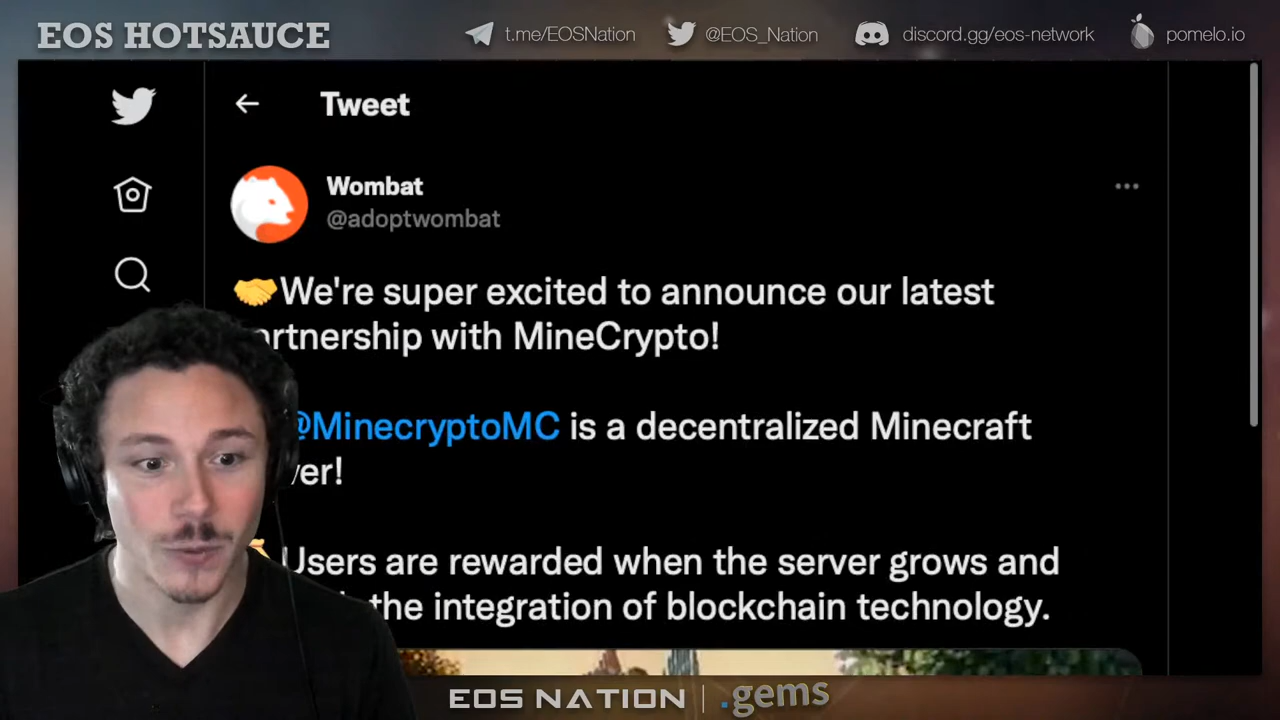 EOS HOTSAUCE
t.me/EOSNation
@EOS_Nation
discord.gg/eos-network
pomelo.io
Tweet
Wombat
@adoptwombat
🤝We're super excited to announce our latest
artnership with MineCrypto!
@MinecryptoMC is a decentralized Minecraft
ver!
Users are rewarded when the server grows and
the integration of blockchain technology.
EOS NATION | .gems